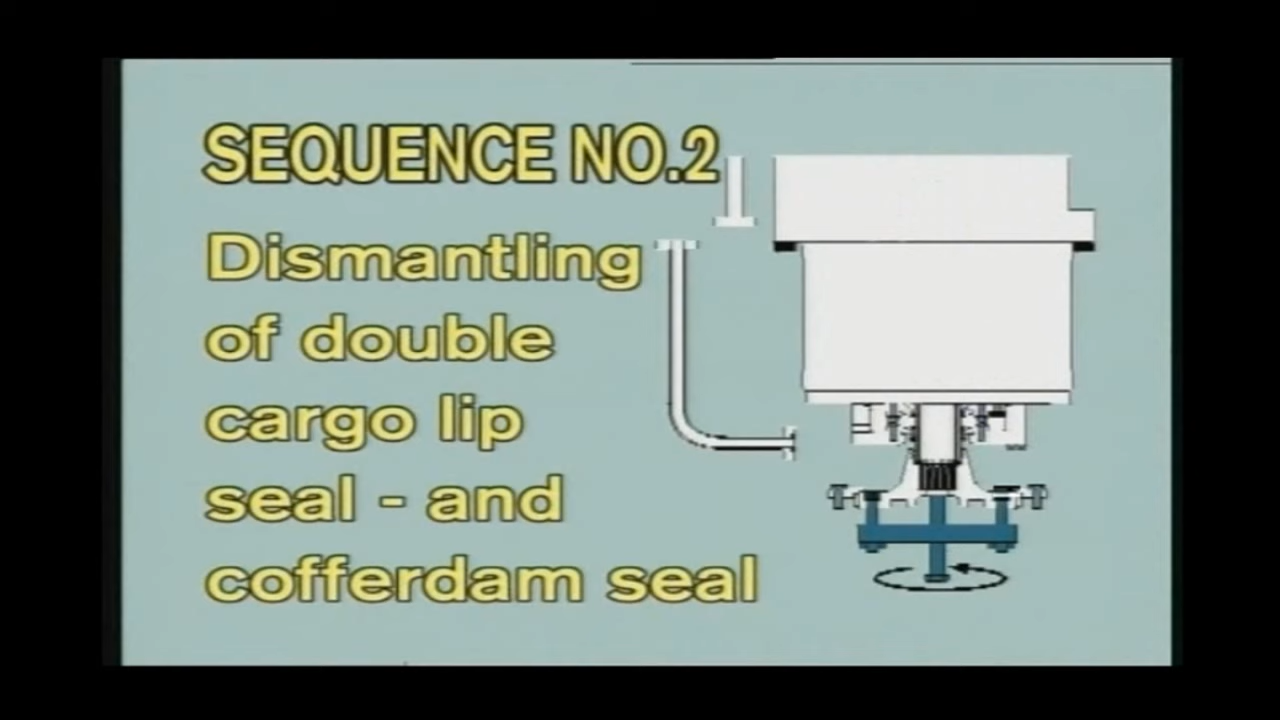 SEQUENCE NO.2
Dismantling
of double
cargo lip
seal - and
cofferdam seal